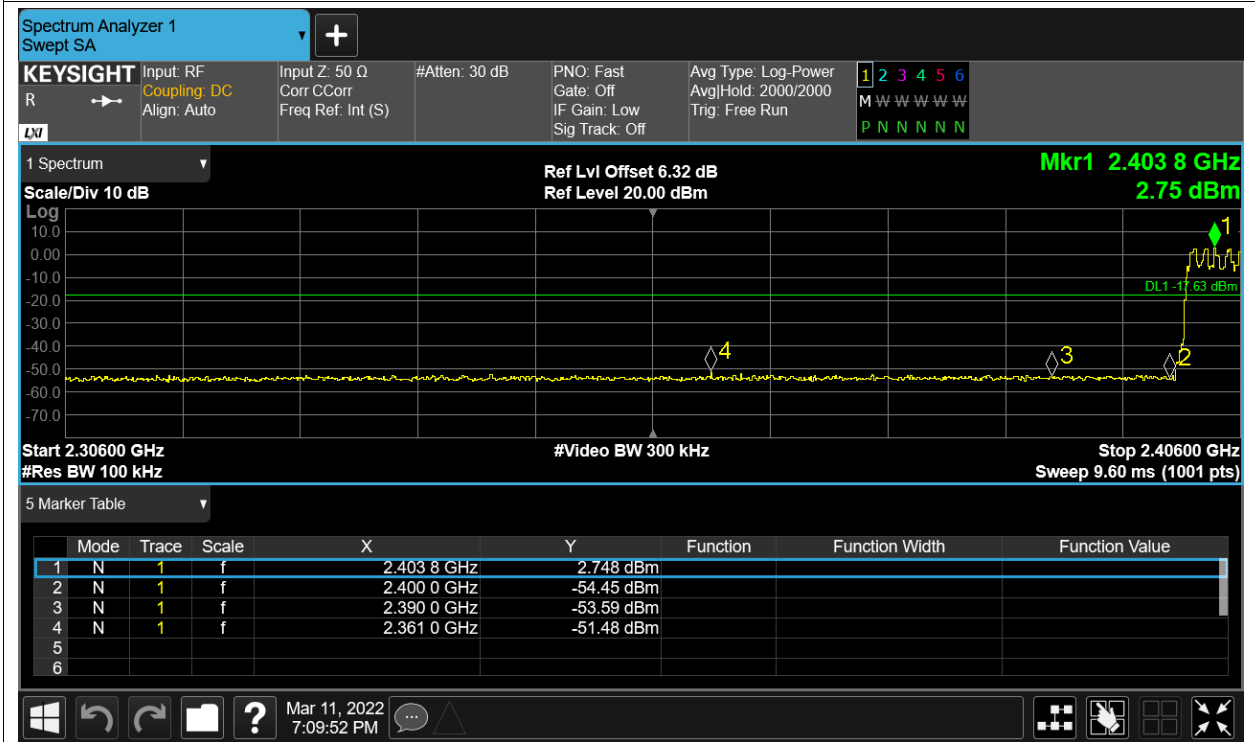 Spectrum Analyzer 1
Swept SA
KEYSIGHT
R
LXI
Input: RF
Coupling: DC
Align: Auto
Input Z: 50 Ω
Corr CCorr
Freq Ref: Int (S)
#Atten: 30 dB
PNO: Fast
Gate: Off
IF Gain: Low
Sig Track: Off
Avg Type: Log-Power
Avg|Hold: 2000/2000
Trig: Free Run
1 2 3 4 5 6
M W W W W W
P N N N N N
1 Spectrum
Scale/Div 10 dB
Ref Lvl Offset 6.32 dB
Ref Level 20.00 dBm
Mkr1 2.403 8 GHz
2.75 dBm
Log
10.0
0.00
-10.0
-20.0
-30.0
-40.0
-50.0
-60.0
-70.0
1
DL1 -17.63 dBm
4
3
2
Start 2.30600 GHz
#Res BW 100 kHz
#Video BW 300 kHz
Stop 2.40600 GHz
Sweep 9.60 ms (1001 pts)
5 Marker Table
Mode Trace Scale X Y Function Function Width Function Value
1 N 1 f 2.403 8 GHz 2.748 dBm
2 N 1 f 2.400 0 GHz -54.45 dBm
3 N 1 f 2.390 0 GHz -53.59 dBm
4 N 1 f 2.361 0 GHz -51.48 dBm
5
6
?
Mar 11, 2022
7:09:52 PM